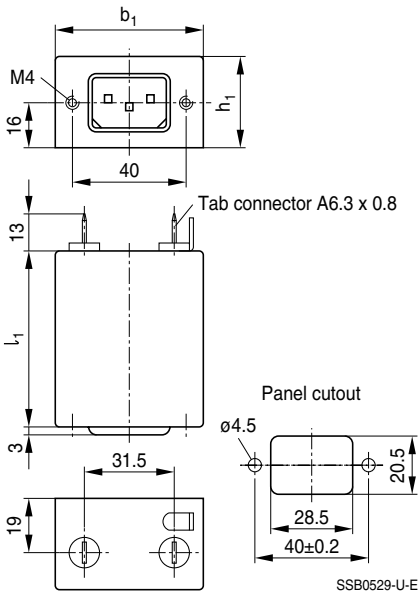 b₁
M4
16
h₁
40
13
Tab connector A6.3 x 0.8
l₁
3
Panel cutout
ø4.5
20.5
28.5
40±0.2
31.5
19
SSB0529-U-E